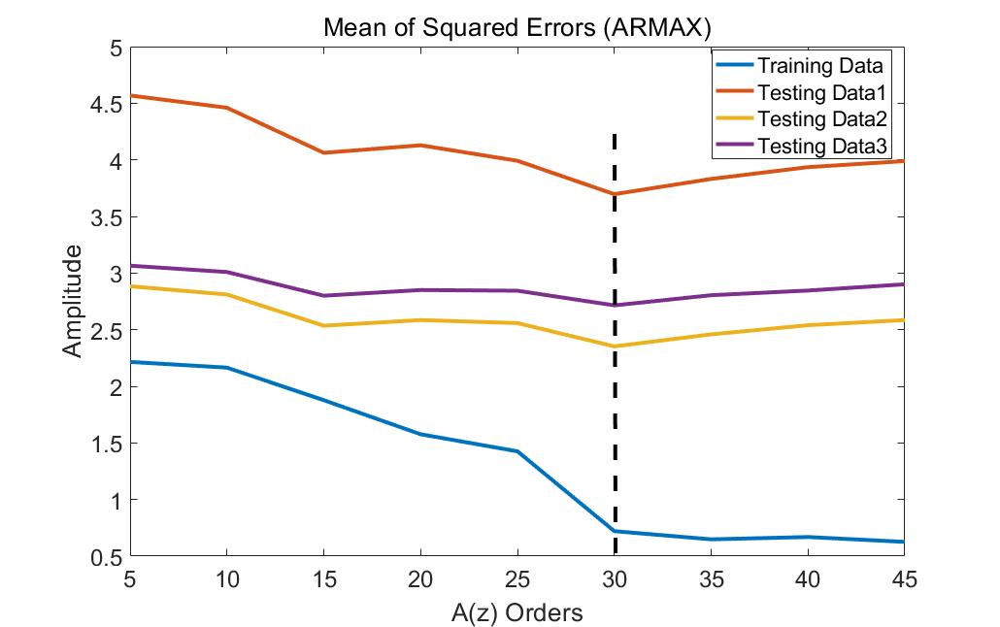 Mean of Squared Errors (ARMAX)
5
4.5
4
3.5
3
2.5
2
1.5
1
0.5
Amplitude
Training Data
Testing Data1
Testing Data2
Testing Data3
5 10 15 20 25 30 35 40 45
A(z) Orders